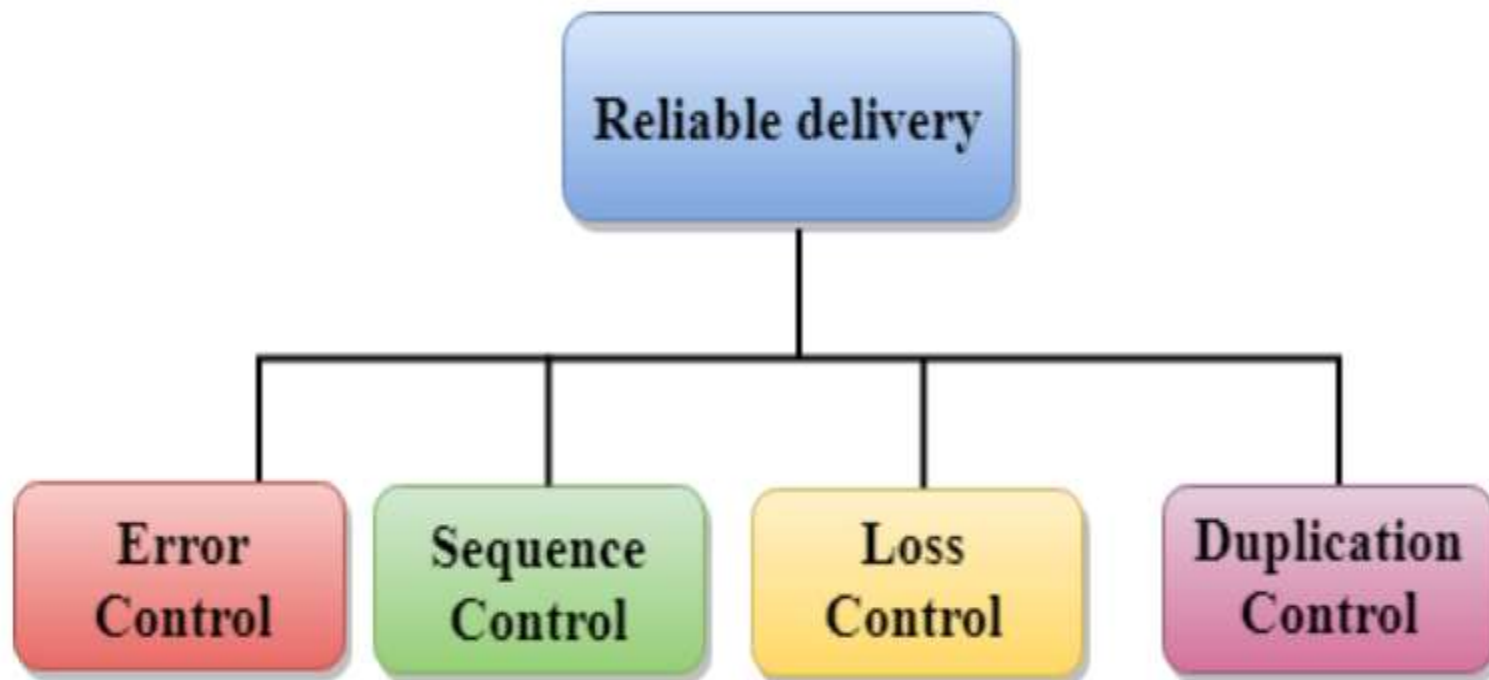 Reliable delivery
Error
Control
Sequence
Control
Loss
Control
Duplication
Control